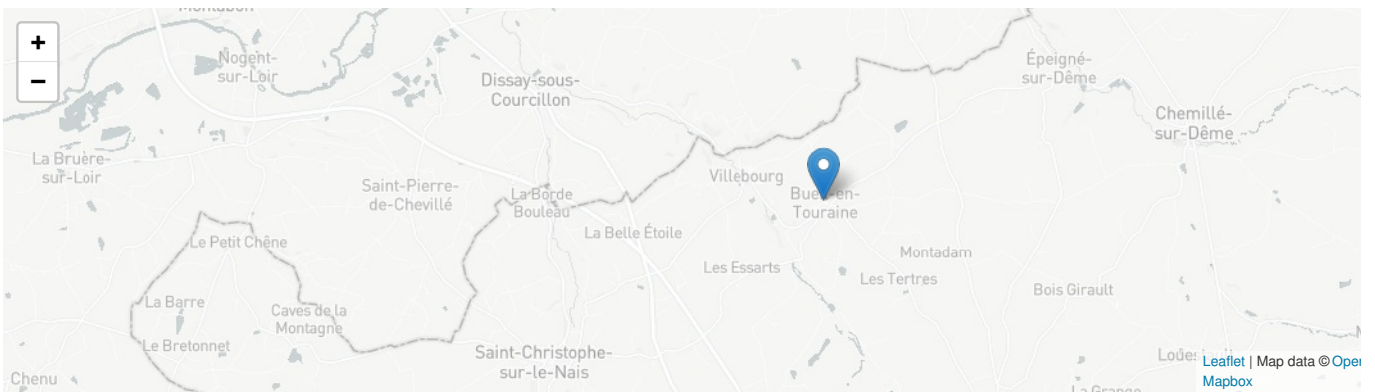 +
−
Nogent-
sur-Loir
Dissay-sous-
Courcillon
Épeigné-
sur-Dême
Chemillé-
sur-Dême
La Bruère-
sur-Loir
Saint-Pierre-
de-Chevillé
La Borde
Bouleau
Villebourg
Touraine
La Belle Étoile
Le Petit Chêne
Montadam
Les Essarts
Les Tertres
Bois Girault
La Barre
Caves de la
Montagne
Le Bretonnet
Saint-Christophe-
sur-le-Nais
Chenu
Leaflet | Map data ©
Mapbox